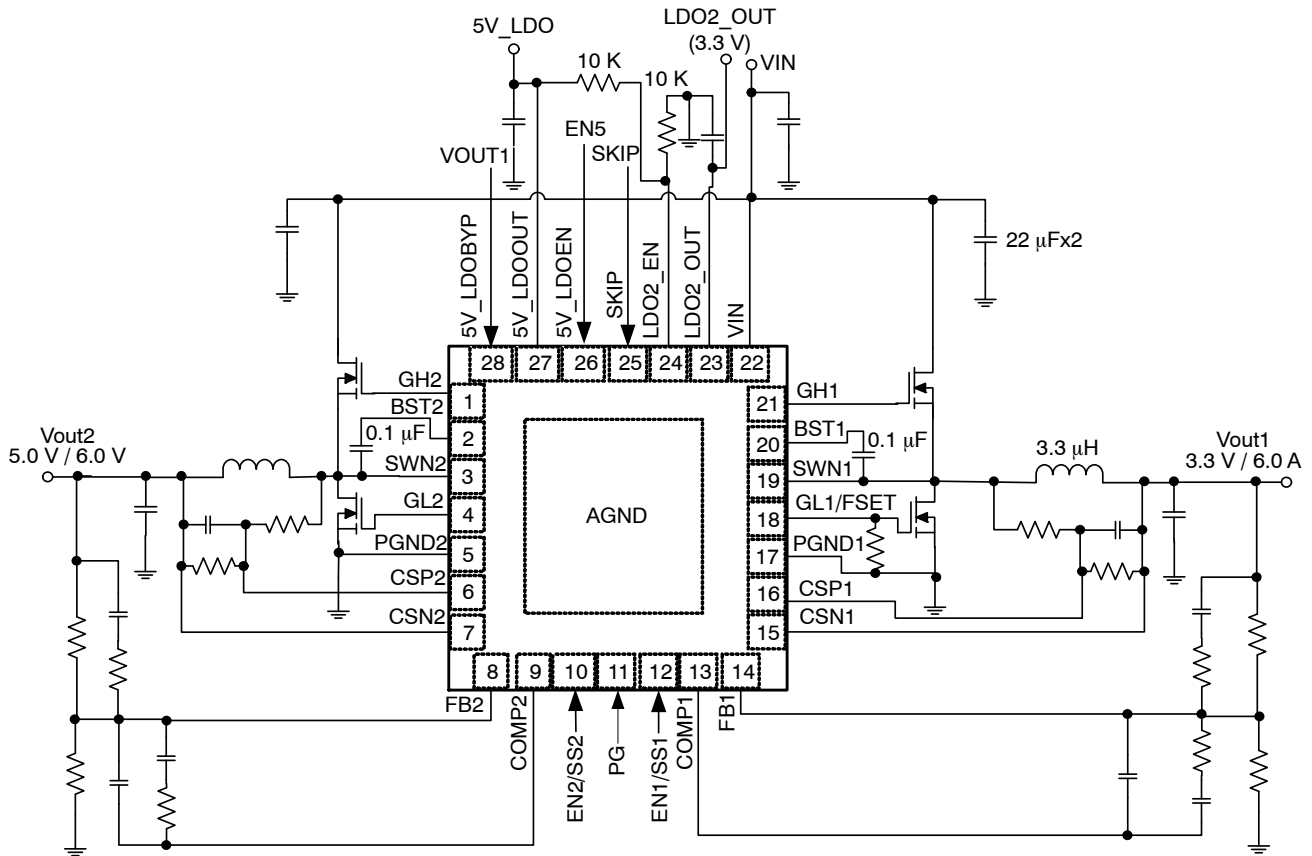 5V_LDO
LDO2_OUT
(3.3 V)
VIN
10 K
10 K
EN5
SKIP
VOUT1
5V_LDOBYP
5V_LDOOUT
5V_LDOEN
SKIP
LDO2_EN
LDO2_OUT
VIN
22 µFx2
28
27
26
25
24
23
22
GH2
1
BST2
0.1 µF
2
SWN2
3
GL2
4
PGND2
5
CSP2
6
CSN2
7
Vout2
5.0 V / 6.0 V
AGND
21
GH1
20
BST1
0.1 µF
19
SWN1
18
GL1/FSET
17
PGND1
16
CSP1
15
CSN1
3.3 µH
Vout1
3.3 V / 6.0 A
8
9
10
11
12
13
14
FB2
COMP2
EN2/SS2
PG
EN1/SS1
COMP1
FB1